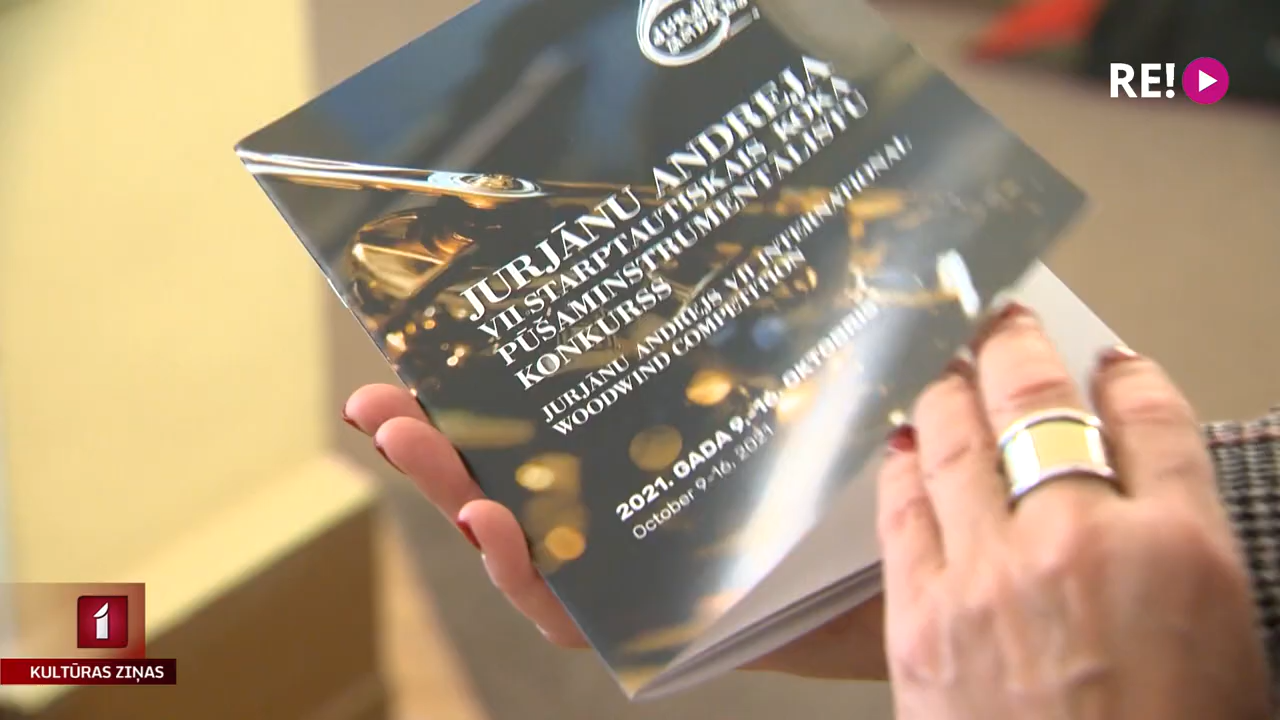 RE!
JURJĀNU ANDREJA
VII STARPTAUTISKAIS KOKA
PŪŠAMINSTRUMENTĀLISTU
KONKURSS
JURJĀNU ANDREJS VII INTERNATIONAL
WOODWIND COMPETITION
2021. GADA 9.-16. OKTOBRIS
October 9-16, 2021
1
KULTŪRAS ZIŅAS